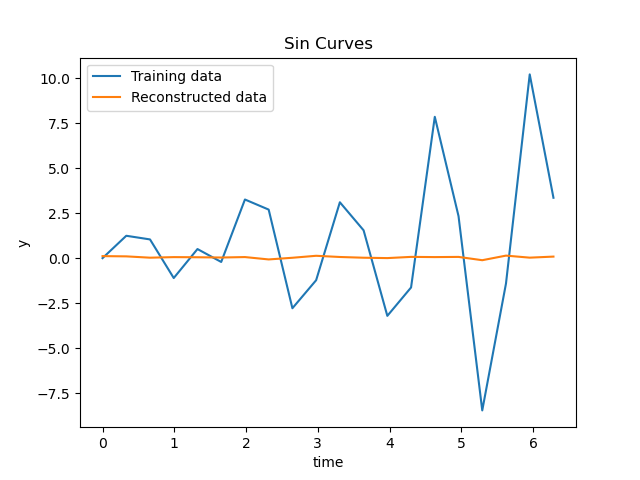 Sin Curves
Training data
Reconstructed data
10.0
7.5
5.0
2.5
0.0
−2.5
−5.0
−7.5
y
0 1 2 3 4 5 6
time